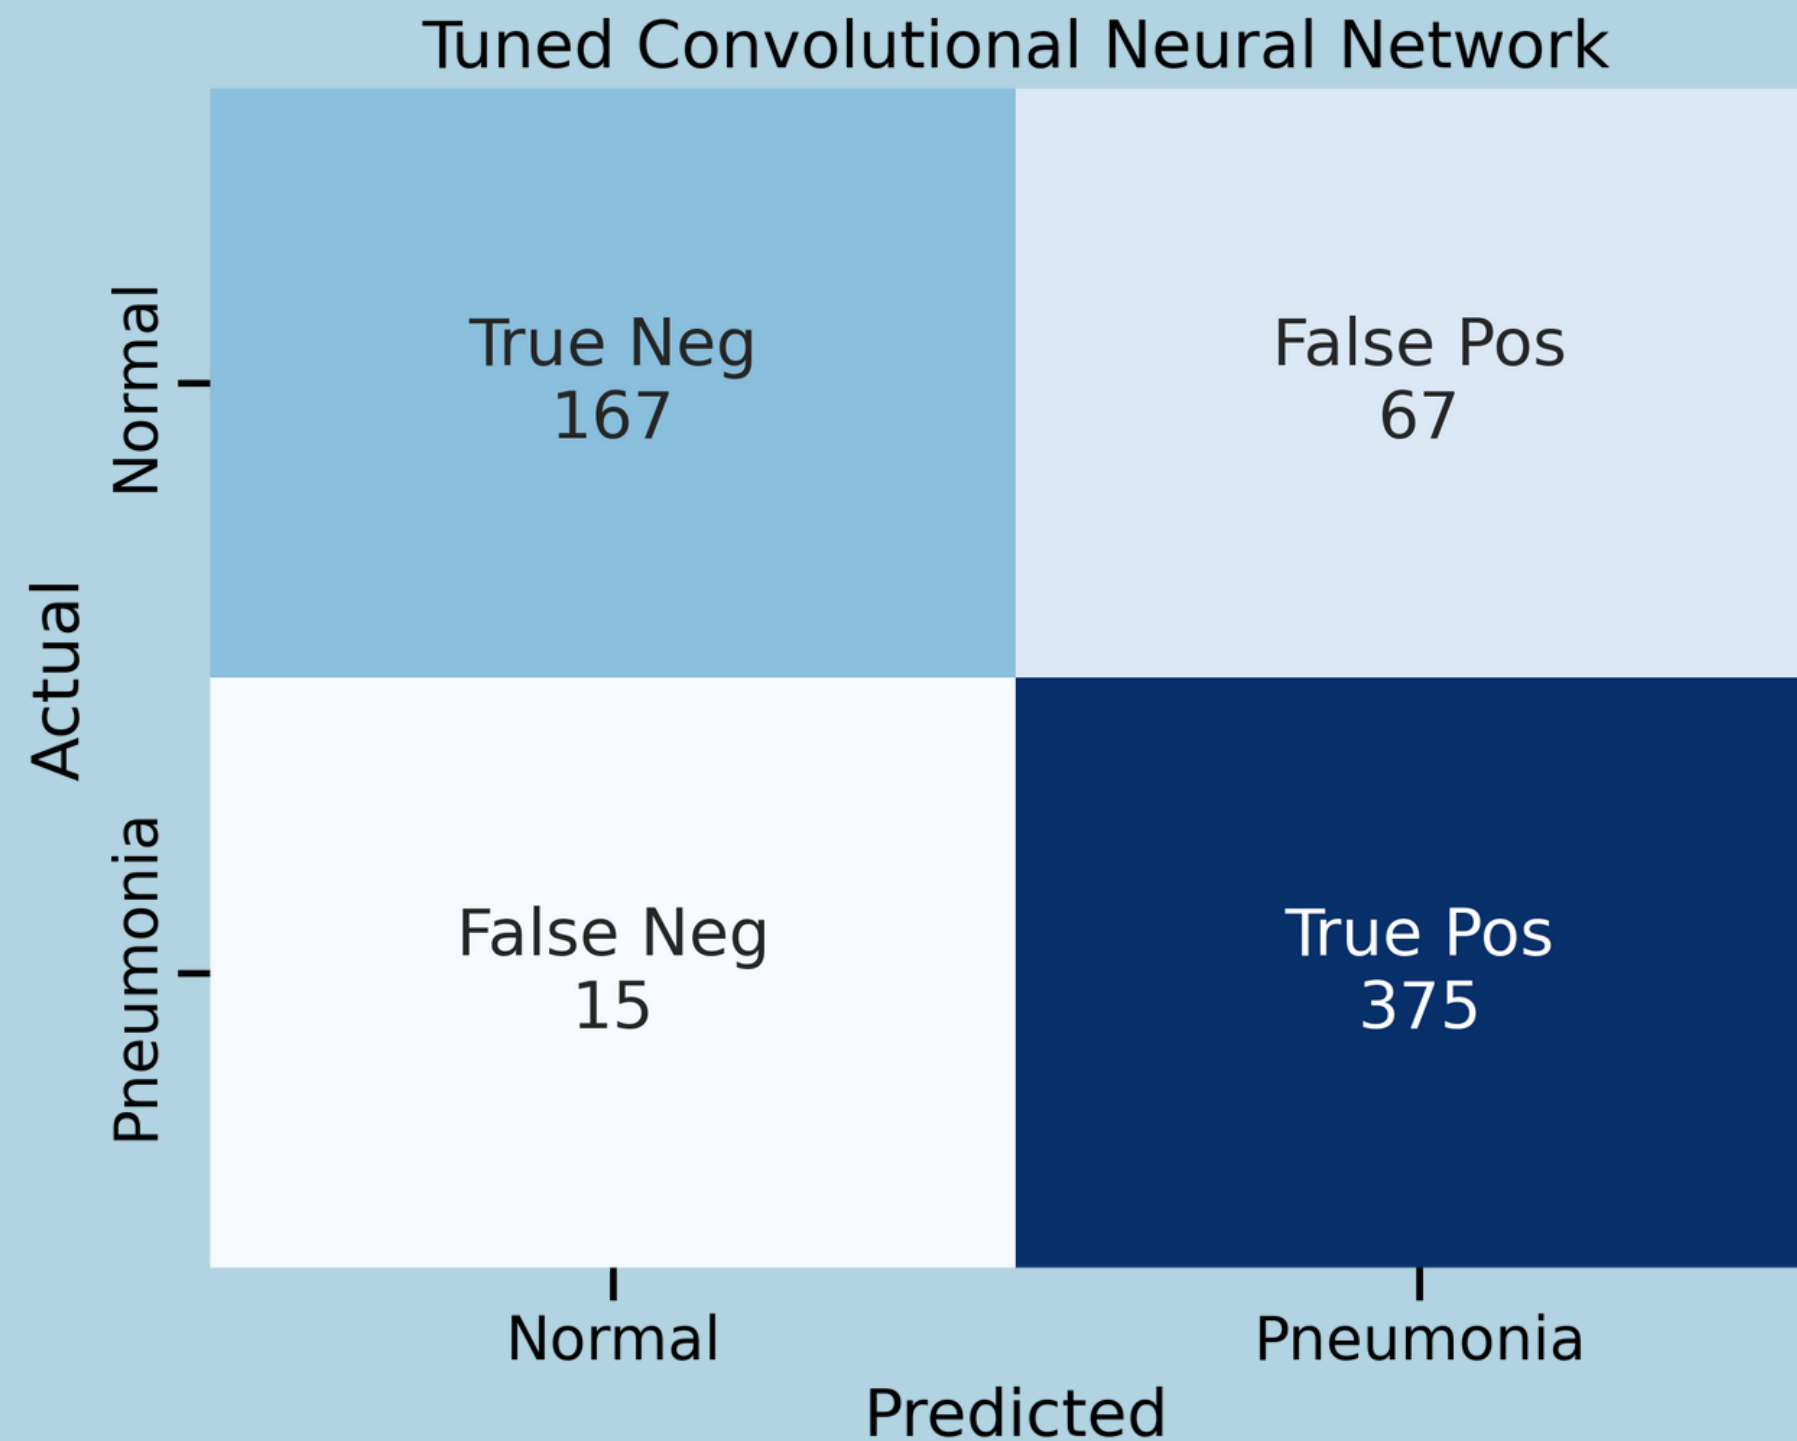 Tuned Convolutional Neural Network
Actual
Normal
True Neg
167
False Pos
67
Pneumonia
False Neg
15
True Pos
375
Normal
Pneumonia
Predicted